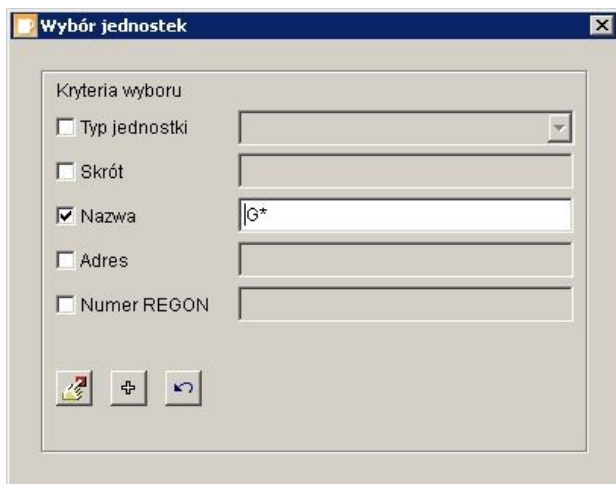 Wybór jednostek
Kryteria wyboru
Typ jednostki
Skrót
Nazwa
G*
Adres
Numer REGON